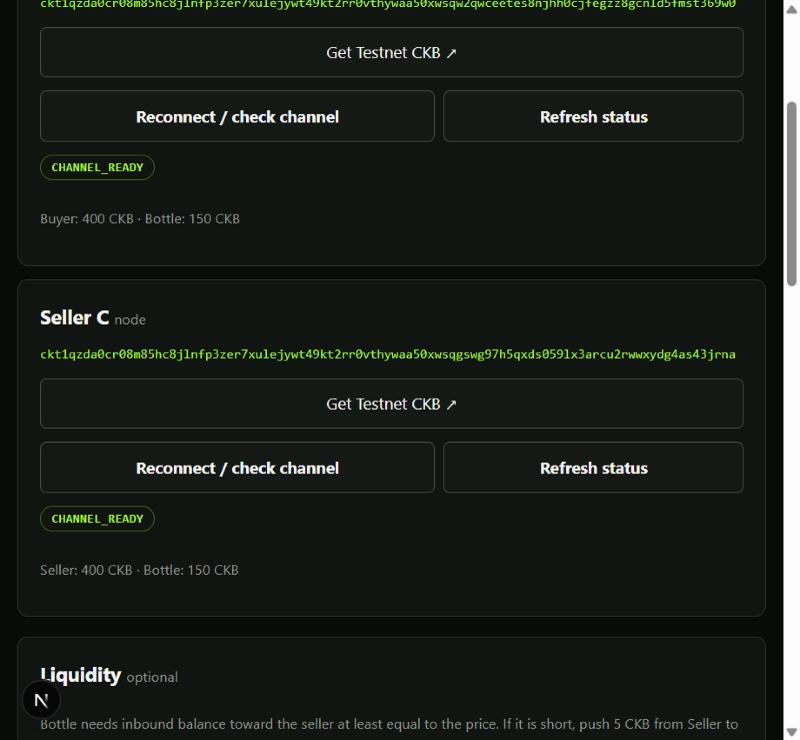 ckt1qzda0cr08m85hc8jlnfp3zer7xulejywt49kt2rr0vthywaa50xwsqw2qwceetes8njhh0cjfegzz8gcnld5fmst369w0
Get Testnet CKB ↗
Reconnect / check channel
Refresh status
CHANNEL_READY
Buyer: 400 CKB · Bottle: 150 CKB
Seller C node
ckt1qzda0cr08m85hc8jlnfp3zer7xulejywt49kt2rr0vthywaa50xwsqgswg97h5qxds059lx3arcu2rwwxydg4as43jrna
Get Testnet CKB ↗
Reconnect / check channel
Refresh status
CHANNEL_READY
Seller: 400 CKB · Bottle: 150 CKB
Liquidity optional
N
Bottle needs inbound balance toward the seller at least equal to the price. If it is short, push 5 CKB from Seller to